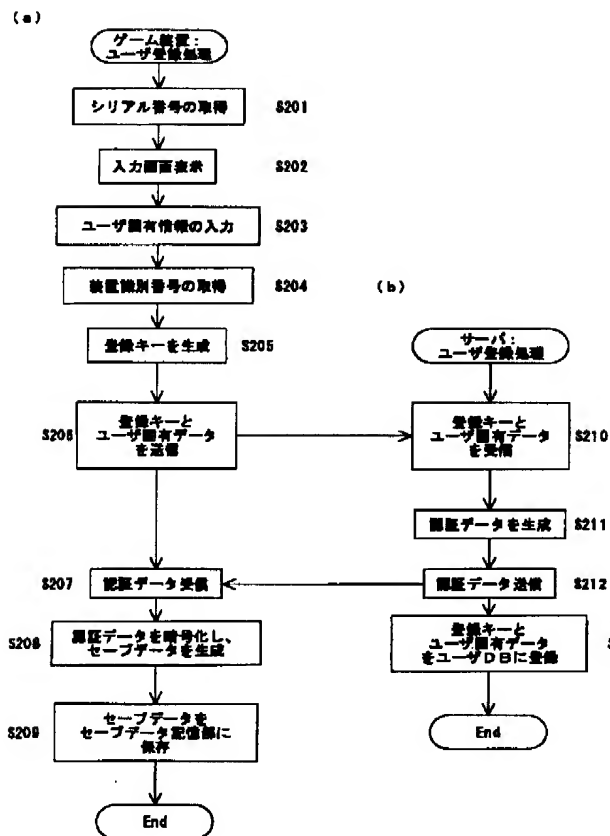 (a)
ゲーム装置：
ユーザ登録処理
シリアル番号の取得
S201
入力画面表示
S202
ユーザ固有情報の入力
S203
装置識別番号の取得
S204
登録キーを生成
S205
登録キーと
ユーザ固有データ
を送信
S206
認証データ受信
S207
認証データを暗号化し、
セーブデータを生成
S208
セーブデータを
セーブデータ記憶部に
保存
S209
End
(b)
サーバ：
ユーザ登録処理
登録キーと
ユーザ固有データ
を受信
S210
認証データを生成
S211
認証データ送信
S212
登録キーと
ユーザ固有データ
をユーザDBに登録
S
End